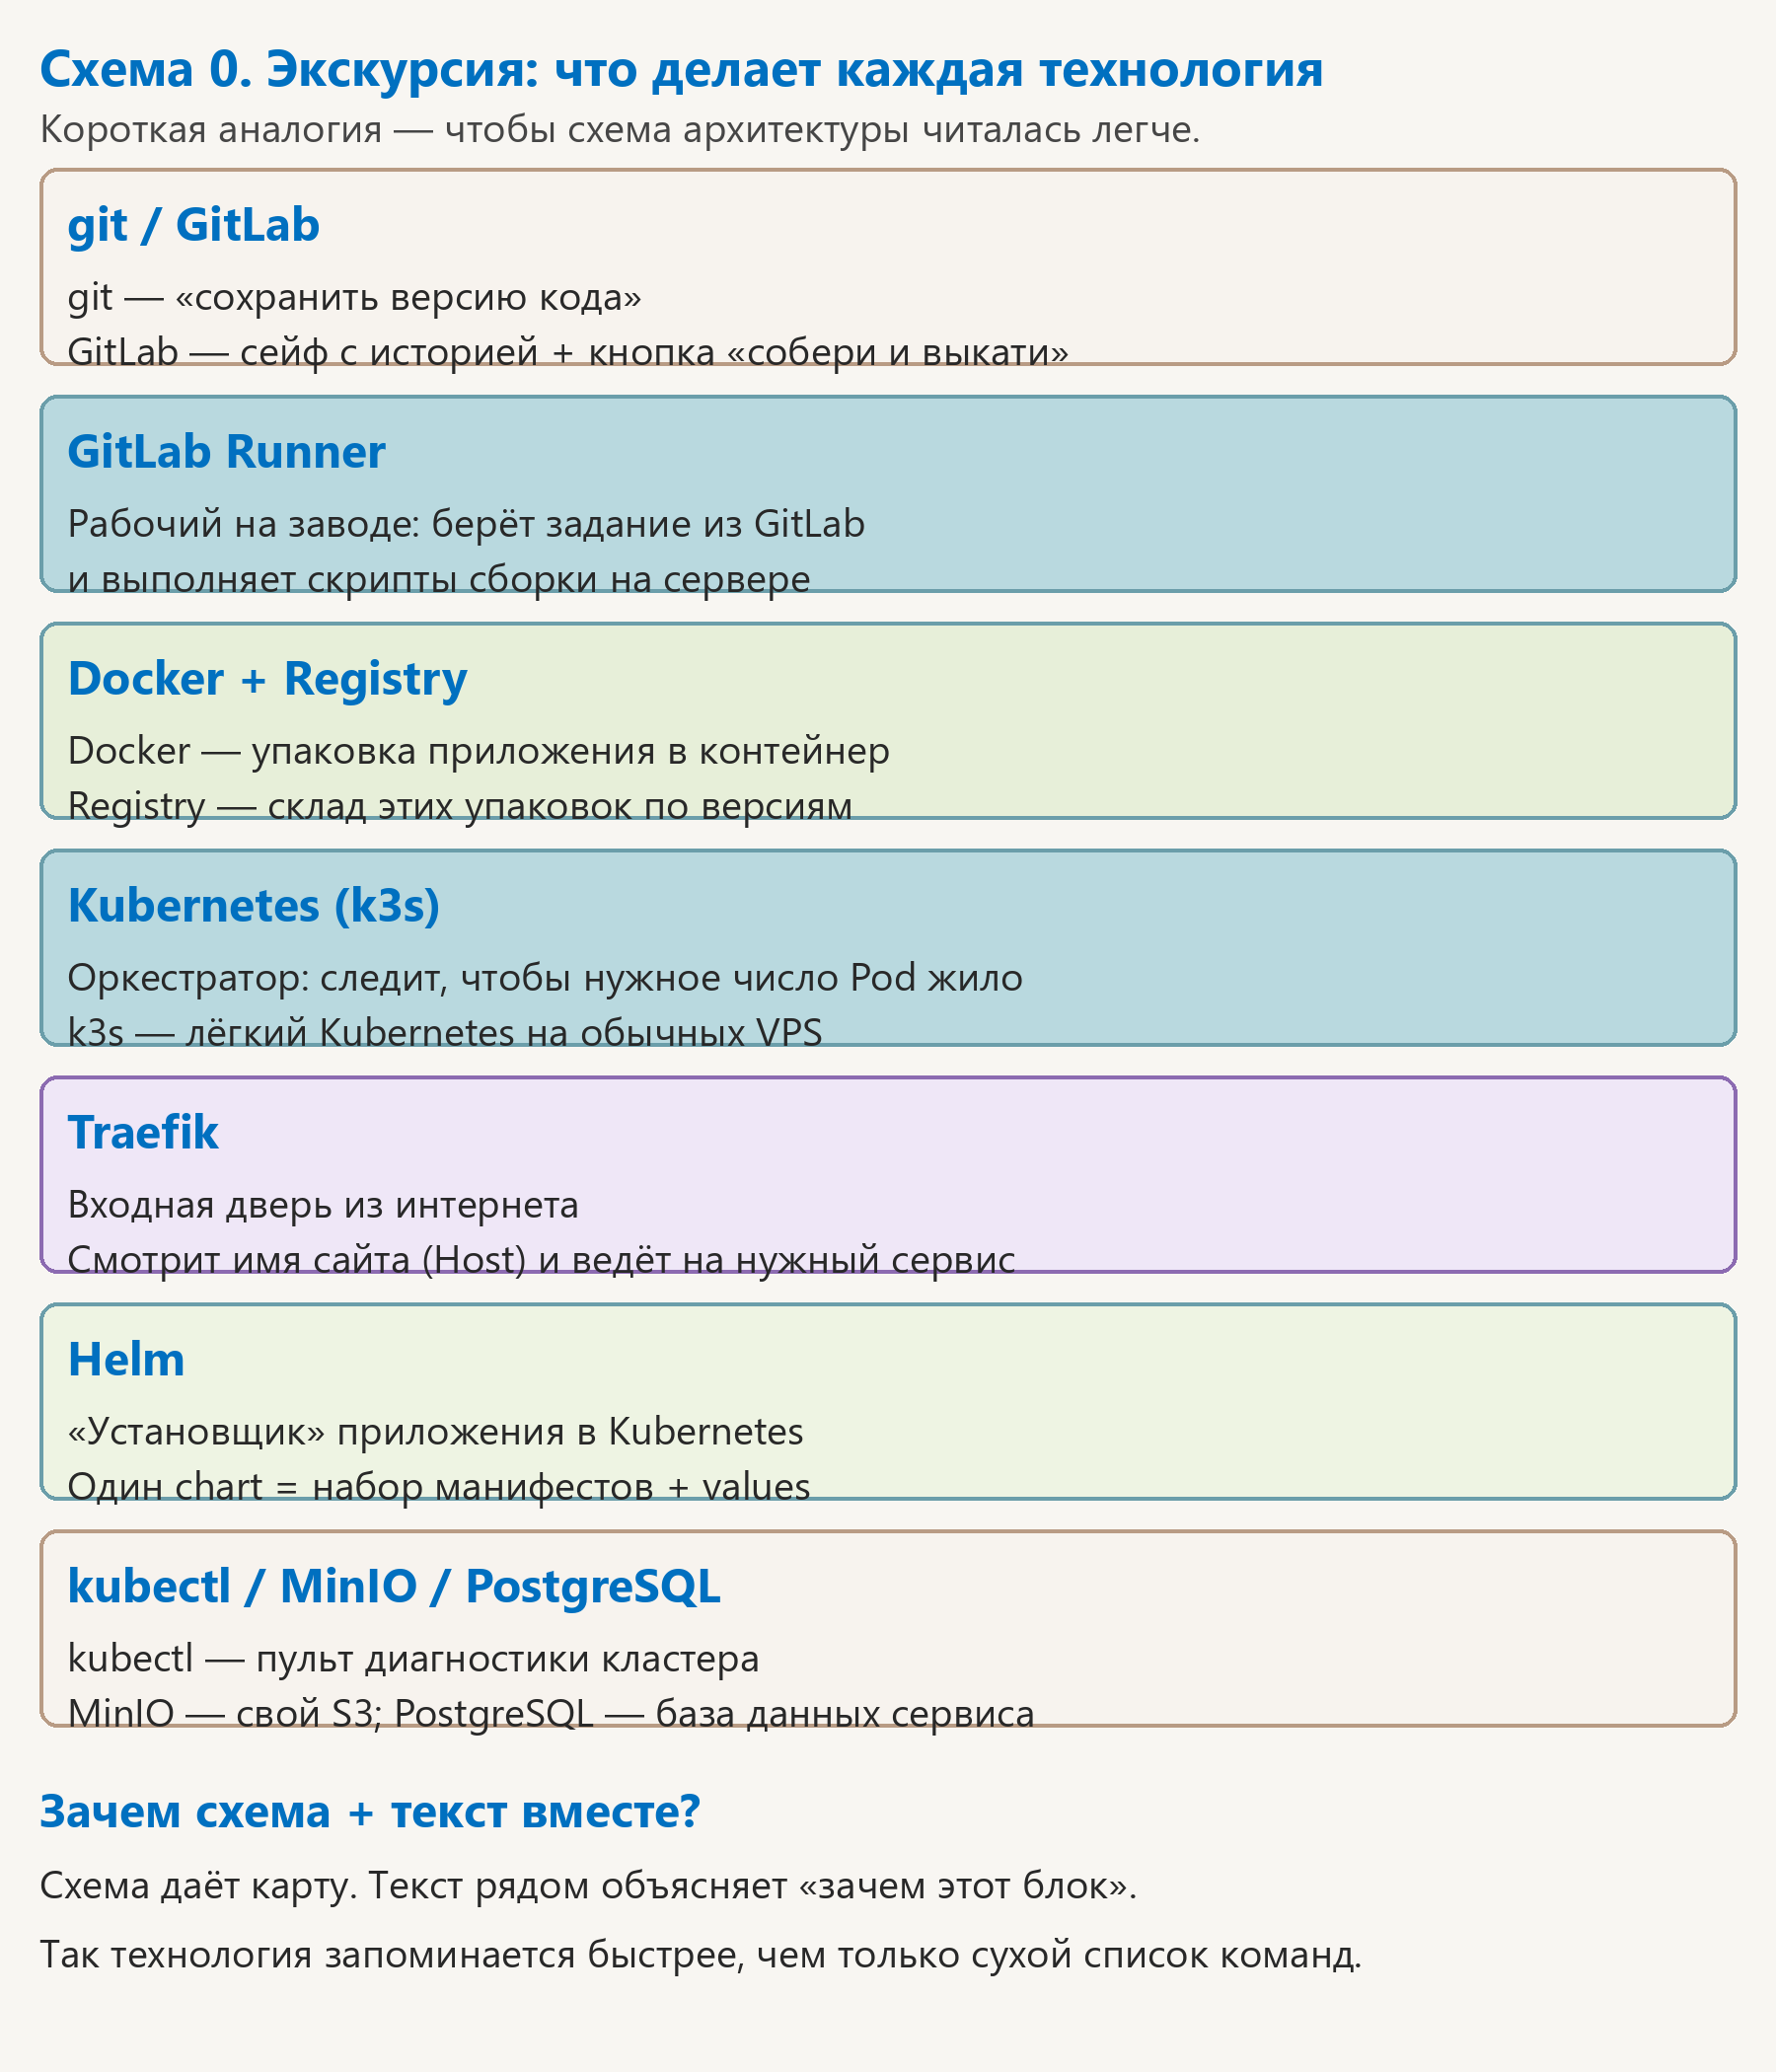 Схема 0. Экскурсия: что делает каждая технология
Короткая аналогия — чтобы схема архитектуры читалась легче.
git / GitLab
git — «сохранить версию кода»
GitLab — сейф с историей + кнопка «собери и выкати»
GitLab Runner
Рабочий на заводе: берёт задание из GitLab
и выполняет скрипты сборки на сервере
Docker + Registry
Docker — упаковка приложения в контейнер
Registry — склад этих упаковок по версиям
Kubernetes (k3s)
Оркестратор: следит, чтобы нужное число Pod жило
k3s — лёгкий Kubernetes на обычных VPS
Traefik
Входная дверь из интернета
Смотрит имя сайта (Host) и ведёт на нужный сервис
Helm
«Установщик» приложения в Kubernetes
Один chart = набор манифестов + values
kubectl / MinIO / PostgreSQL
kubectl — пульт диагностики кластера
MinIO — свой S3; PostgreSQL — база данных сервиса
Зачем схема + текст вместе?
Схема даёт карту. Текст рядом объясняет «зачем этот блок».
Так технология запоминается быстрее, чем только сухой список команд.